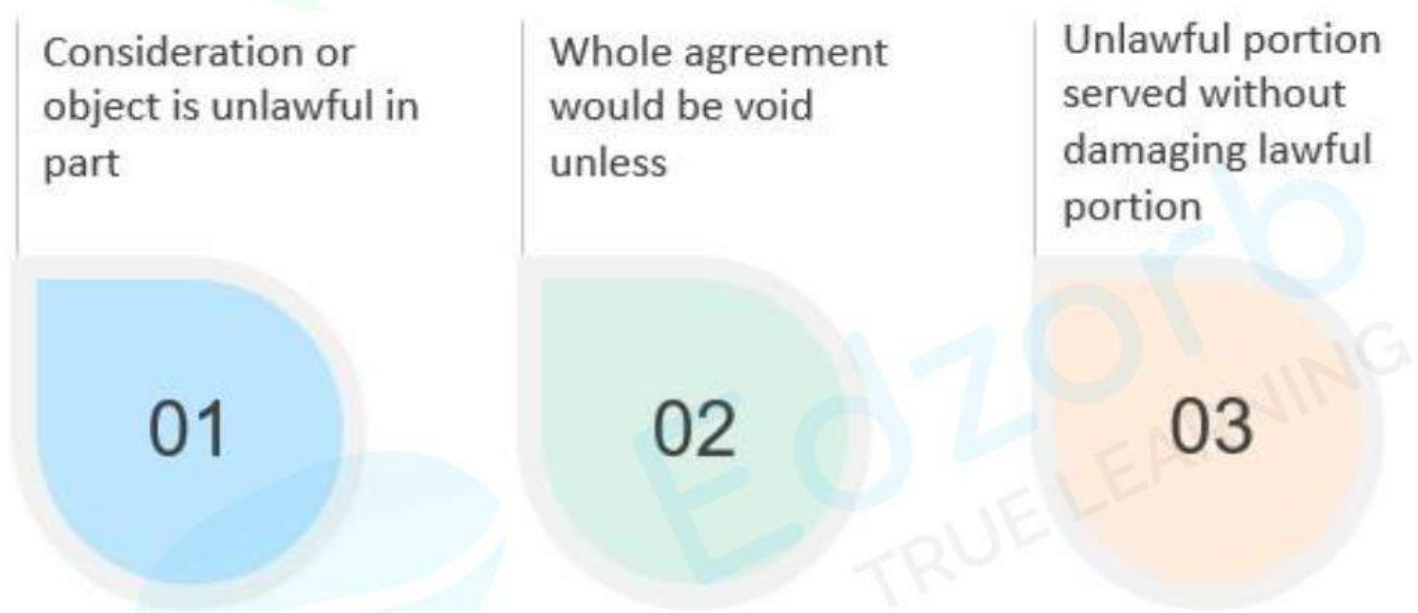 Consideration or
object is unlawful in
part
Whole agreement
would be void
unless
Unlawful portion
served without
damaging lawful
portion
01
02
03
Edzorb
TRUE LEARNING